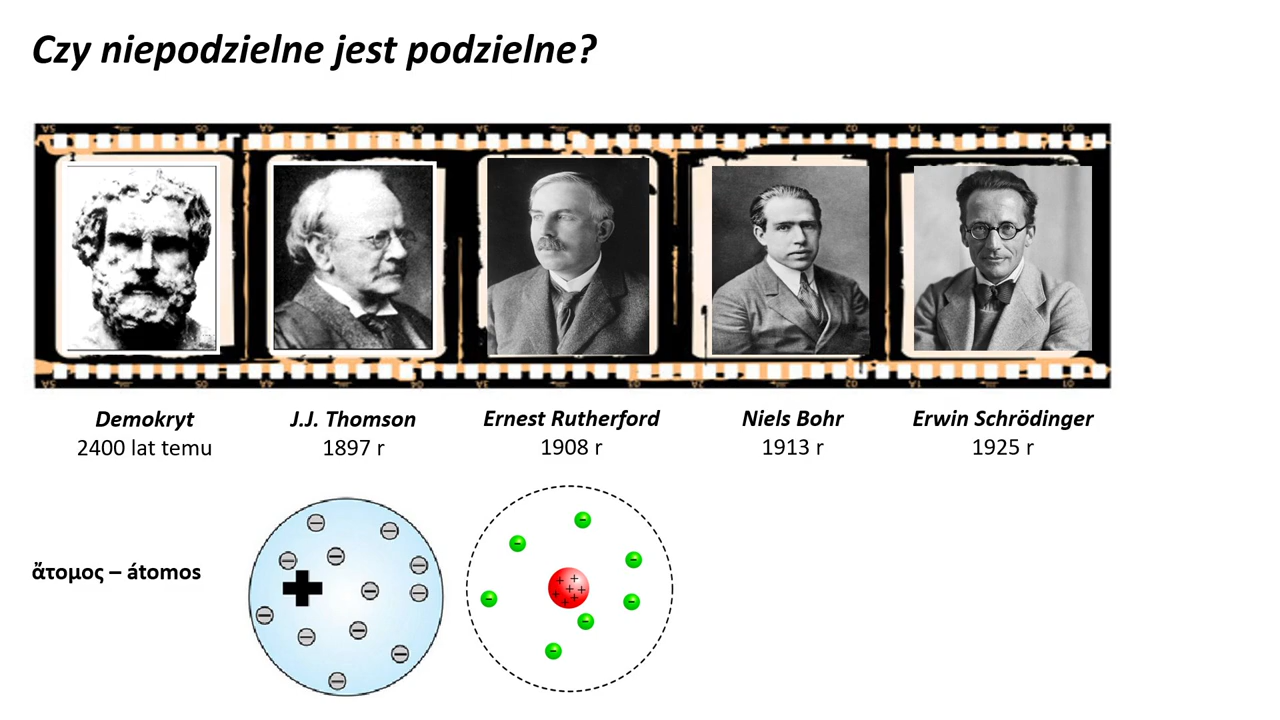 Czy niepodzielne jest podzielne?
Demokryt
2400 lat temu
J.J. Thomson
1897 r
Ernest Rutherford
1908 r
Niels Bohr
1913 r
Erwin Schrödinger
1925 r
ἄτομος – átomos